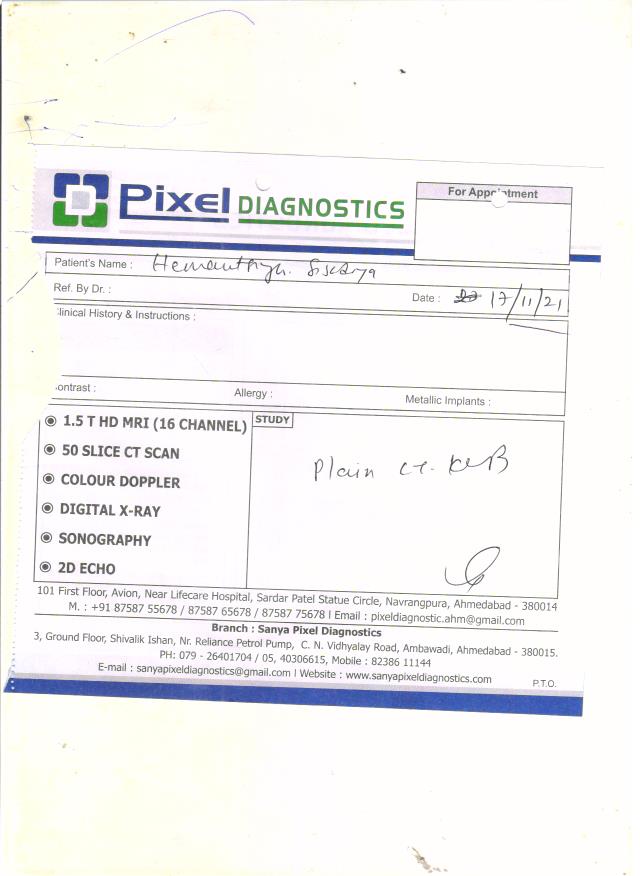 Pixel DIAGNOSTICS
For Appointment
Patient's Name :
Ref. By Dr. :
Date : 17/11/21
linical History & Instructions :
ontrast :
Allergy :
Metallic Implants :
1.5 T HD MRI (16 CHANNEL)
50 SLICE CT SCAN
COLOUR DOPPLER
DIGITAL X-RAY
SONOGRAPHY
2D ECHO
STUDY
Plain CT. KUB
101 First Floor, Avion, Near Lifecare Hospital, Sardar Patel Statue Circle, Navrangpura, Ahmedabad - 380014
M. : +91 87587 55678 / 87587 65678 / 87587 75678 l Email : pixeldiagnostic.ahm@gmail.com
Branch : Sanya Pixel Diagnostics
3, Ground Floor, Shivalik Ishan, Nr. Reliance Petrol Pump, C. N. Vidhyalay Road, Ambawadi, Ahmedabad - 380015.
PH: 079 - 26401704 / 05, 40306615, Mobile : 82386 11144
E-mail : sanyapixeldiagnostics@gmail.com l Website : www.sanyapixeldiagnostics.com
P.T.O.